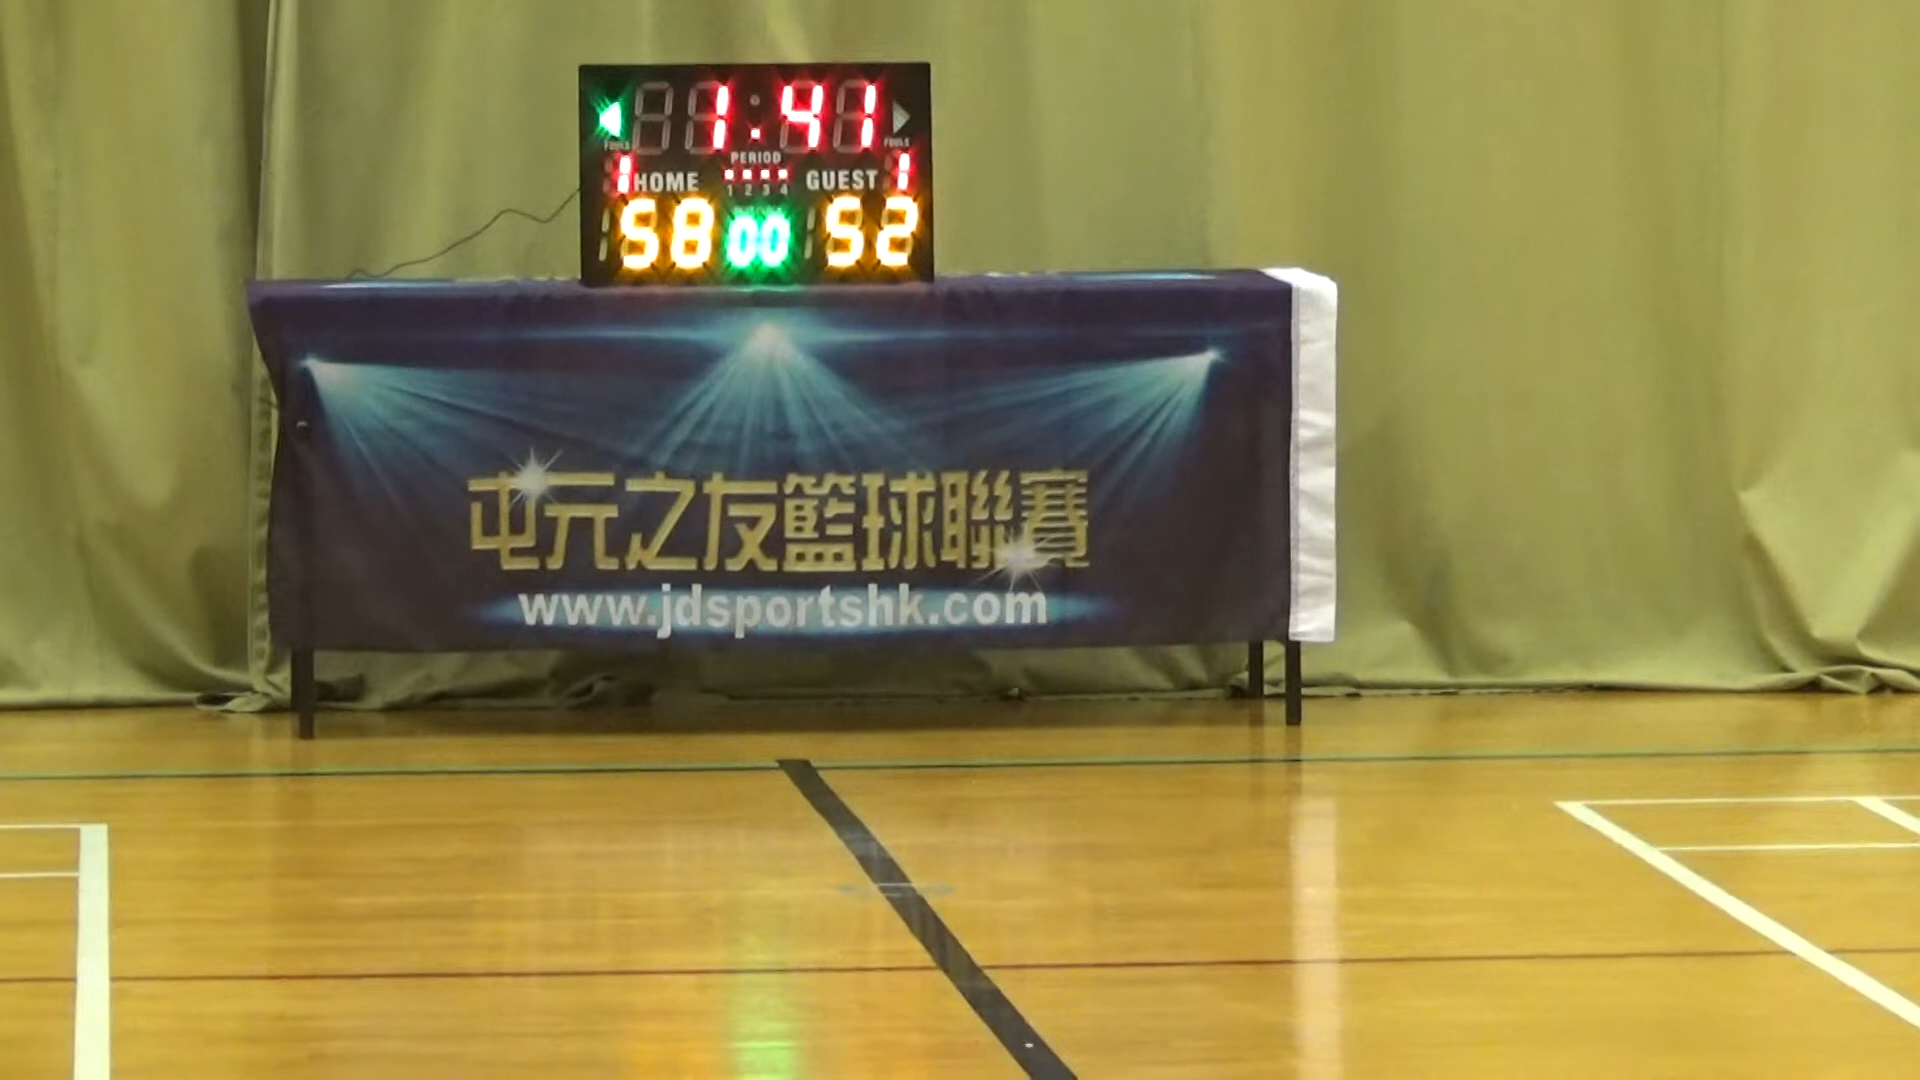 1:41
FOULS FOULS
PERIOD
1 HOME 1 2 3 4 GUEST 1
58 00 52
屯元之友籃球聯賽
www.jdsportshk.com